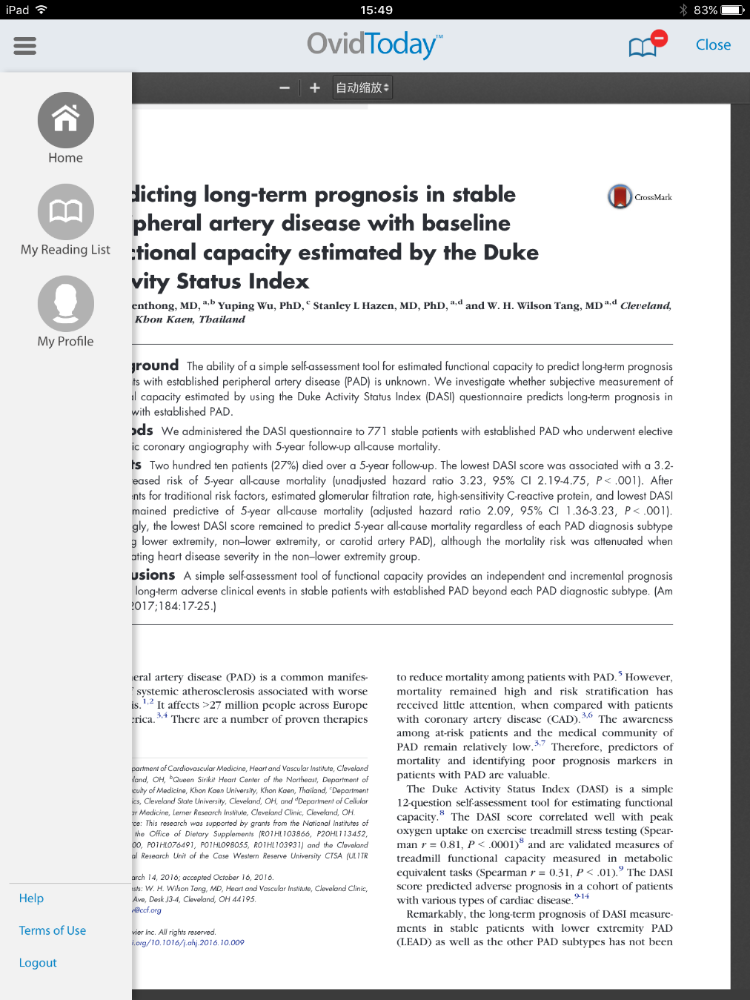 iPad
15:49
83%
OvidToday™
Close
自动缩放
Home
My Reading List
My Profile
Help
Terms of Use
Logout
dicting long-term prognosis in stable
pheral artery disease with baseline
ctional capacity estimated by the Duke
vity Status Index
CrossMark
enthong, MD, a,b Yuping Wu, PhD, c Stanley L Hazen, MD, PhD, a,d and W. H. Wilson Tang, MD a,d Cleveland,
Khon Kaen, Thailand
ground The ability of a simple self-assessment tool for estimated functional capacity to predict long-term prognosis
ts with established peripheral artery disease (PAD) is unknown. We investigate whether subjective measurement of
al capacity estimated by using the Duke Activity Status Index (DASI) questionnaire predicts long-term prognosis in
with established PAD.
ods We administered the DASI questionnaire to 771 stable patients with established PAD who underwent elective
ic coronary angiography with 5-year follow-up all-cause mortality.
ts Two hundred ten patients (27%) died over a 5-year follow-up. The lowest DASI score was associated with a 3.2-
reased risk of 5-year all-cause mortality (unadjusted hazard ratio 3.23, 95% CI 2.19-4.75, P < .001). After
ents for traditional risk factors, estimated glomerular filtration rate, high-sensitivity C-reactive protein, and lowest DASI
mained predictive of 5-year all-cause mortality (adjusted hazard ratio 2.09, 95% CI 1.36-3.23, P < .001).
gly, the lowest DASI score remained to predict 5-year all-cause mortality regardless of each PAD diagnosis subtype
g lower extremity, non–lower extremity, or carotid artery PAD), although the mortality risk was attenuated when
ating heart disease severity in the non–lower extremity group.
usions A simple self-assessment tool of functional capacity provides an independent and incremental prognosis
long-term adverse clinical events in stable patients with established PAD beyond each PAD diagnostic subtype. (Am
2017;184:17-25.)
eral artery disease (PAD) is a common manifes-
f systemic atherosclerosis associated with worse
is.1,2 It affects >27 million people across Europe
erica.3,4 There are a number of proven therapies
partment of Cardiovascular Medicine, Heart and Vascular Institute, Cleveland
land, OH, bQueen Sirikit Heart Center of the Northeast, Department of
culty of Medicine, Khon Kaen University, Khon Kaen, Thailand, cDepartment
ics, Cleveland State University, Cleveland, OH, and dDepartment of Cellular
ar Medicine, Lerner Research Institute, Cleveland Clinic, Cleveland, OH.
rce: This research was supported by grants from the National Institutes of
the Office of Dietary Supplements (R01HL103866, P20HL113452,
00, P01HL076491, P01HL098055, R01HL103931) and the Cleveland
al Research Unit of the Case Western Reserve University CTSA (UL1TR
arch 14, 2016; accepted October 16, 2016.
ests: W. H. Wilson Tang, MD, Heart and Vascular Institute, Cleveland Clinic,
Ave, Desk J3-4, Cleveland, OH 44195.
@ccf.org
vier Inc. All rights reserved.
i.org/10.1016/j.ahj.2016.10.009
to reduce mortality among patients with PAD.5 However,
mortality remained high and risk stratification has
received little attention, when compared with patients
with coronary artery disease (CAD).3,6 The awareness
among at-risk patients and the medical community of
PAD remain relatively low.3,7 Therefore, predictors of
mortality and identifying poor prognosis markers in
patients with PAD are valuable.
The Duke Activity Status Index (DASI) is a simple
12-question self-assessment tool for estimating functional
capacity.8 The DASI score correlated well with peak
oxygen uptake on exercise treadmill stress testing (Spear-
man r = 0.81, P < .0001)8 and are validated measures of
treadmill functional capacity measured in metabolic
equivalent tasks (Spearman r = 0.31, P < .01).9 The DASI
score predicted adverse prognosis in a cohort of patients
with various types of cardiac disease.9-14
Remarkably, the long-term prognosis of DASI measure-
ments in stable patients with lower extremity PAD
(LEAD) as well as the other PAD subtypes has not been